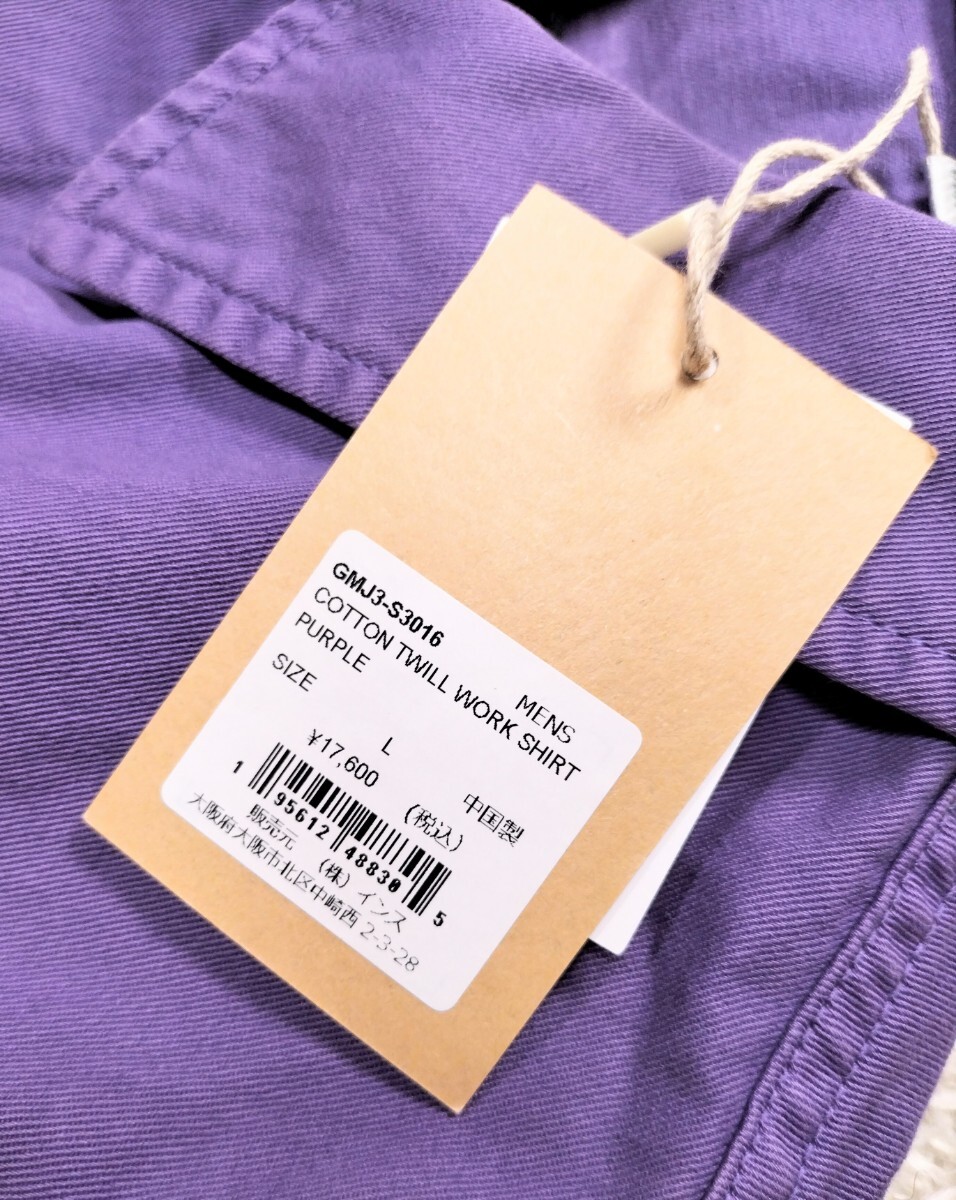 GMJ3-S3016 MENS
COTTON TWILL WORK SHIRT
PURPLE
SIZE L 中国製
¥17,600 (税込)
1 95612 48830 5
販売元 (株) インス
大阪府大阪市北区中崎西 2-3-28